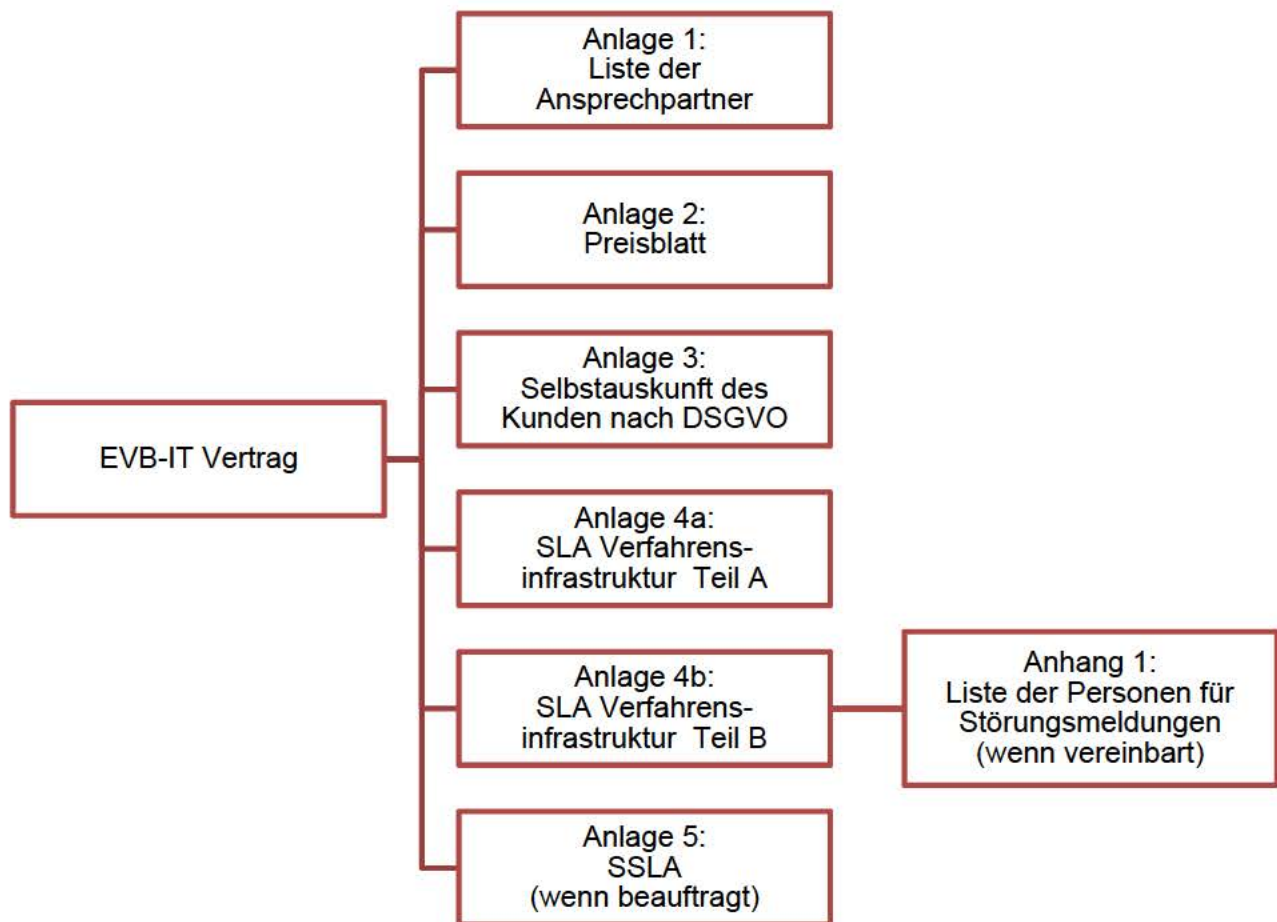 Anlage 1:
Liste der
Ansprechpartner
Anlage 2:
Preisblatt
Anlage 3:
Selbstauskunft des
Kunden nach DSGVO
EVB-IT Vertrag
Anlage 4a:
SLA Verfahrens-
infrastruktur  Teil A
Anlage 4b:
SLA Verfahrens-
infrastruktur  Teil B
Anhang 1:
Liste der Personen für
Störungsmeldungen
(wenn vereinbart)
Anlage 5:
SSLA
(wenn beauftragt)